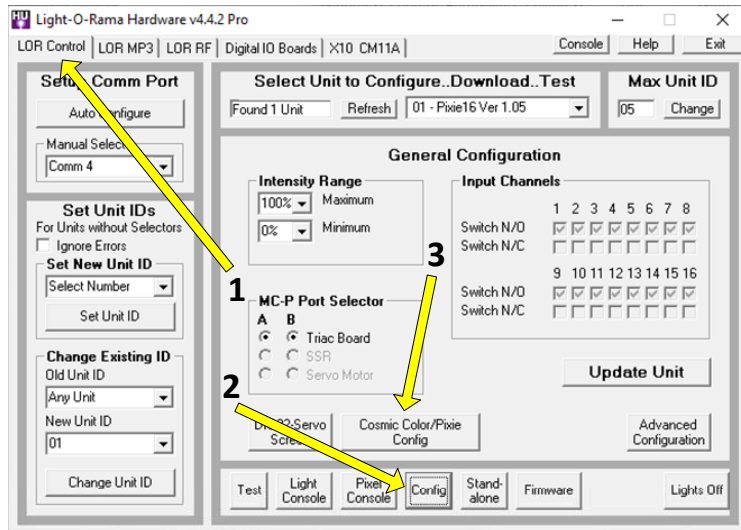 Light-O-Rama Hardware v4.4.2 Pro
LOR Control LOR MP3 LOR RF Digital IO Boards X10 CM11A Console Help Exit
Setup Comm Port
Auto Configure
Manual Select
Comm 4
Set Unit IDs
For Units without Selectors
Ignore Errors
Set New Unit ID
Select Number
Set Unit ID
Change Existing ID
Old Unit ID
Any Unit
New Unit ID
01
Change Unit ID
Select Unit to Configure..Download..Test
Found 1 Unit Refresh 01 - Pixie16 Ver 1.05
Max Unit ID
05 Change
General Configuration
Intensity Range
100% Maximum
0% Minimum
Input Channels
1 2 3 4 5 6 7 8
Switch N/O
Switch N/C
9 10 11 12 13 14 15 16
Switch N/O
Switch N/C
MC-P Port Selector
A B
Triac Board
SSR
Servo Motor
Update Unit
Servo
Cosmic Color/Pixie
Config
Advanced
Configuration
Test
Light
Console
Pixel
Console
Config
Stand-
alone
Firmware
Lights Off
1
2
3